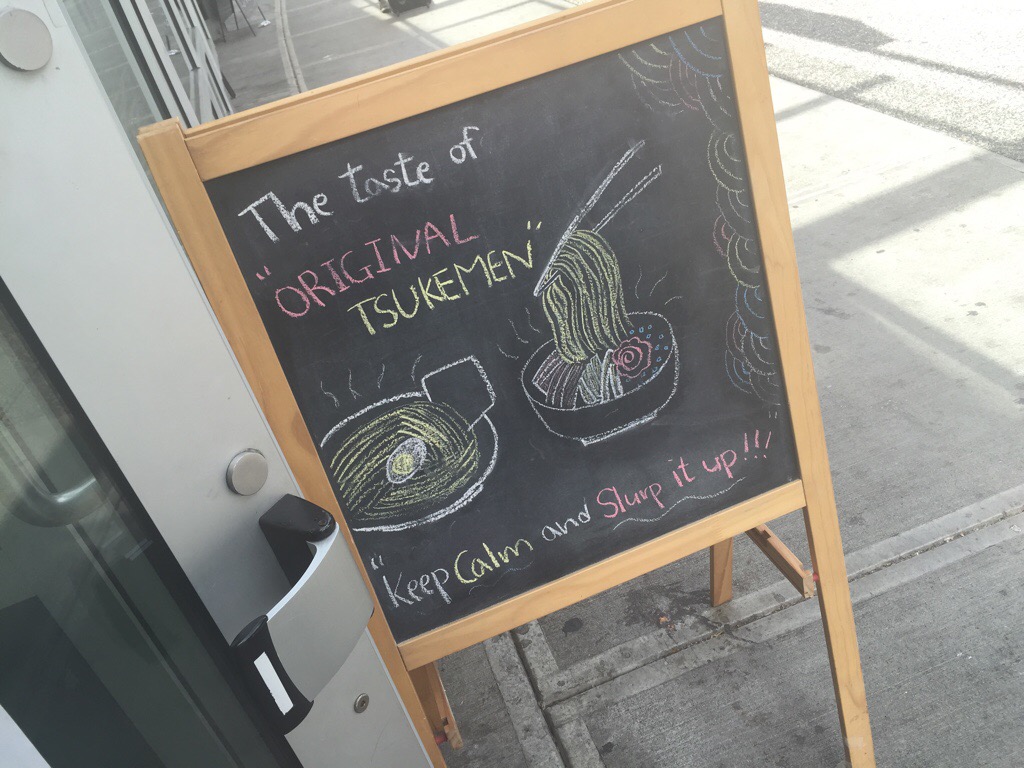 The taste of
"ORIGINAL
TSUKEMEN"
"Keep Calm and Slurp it up!!!"